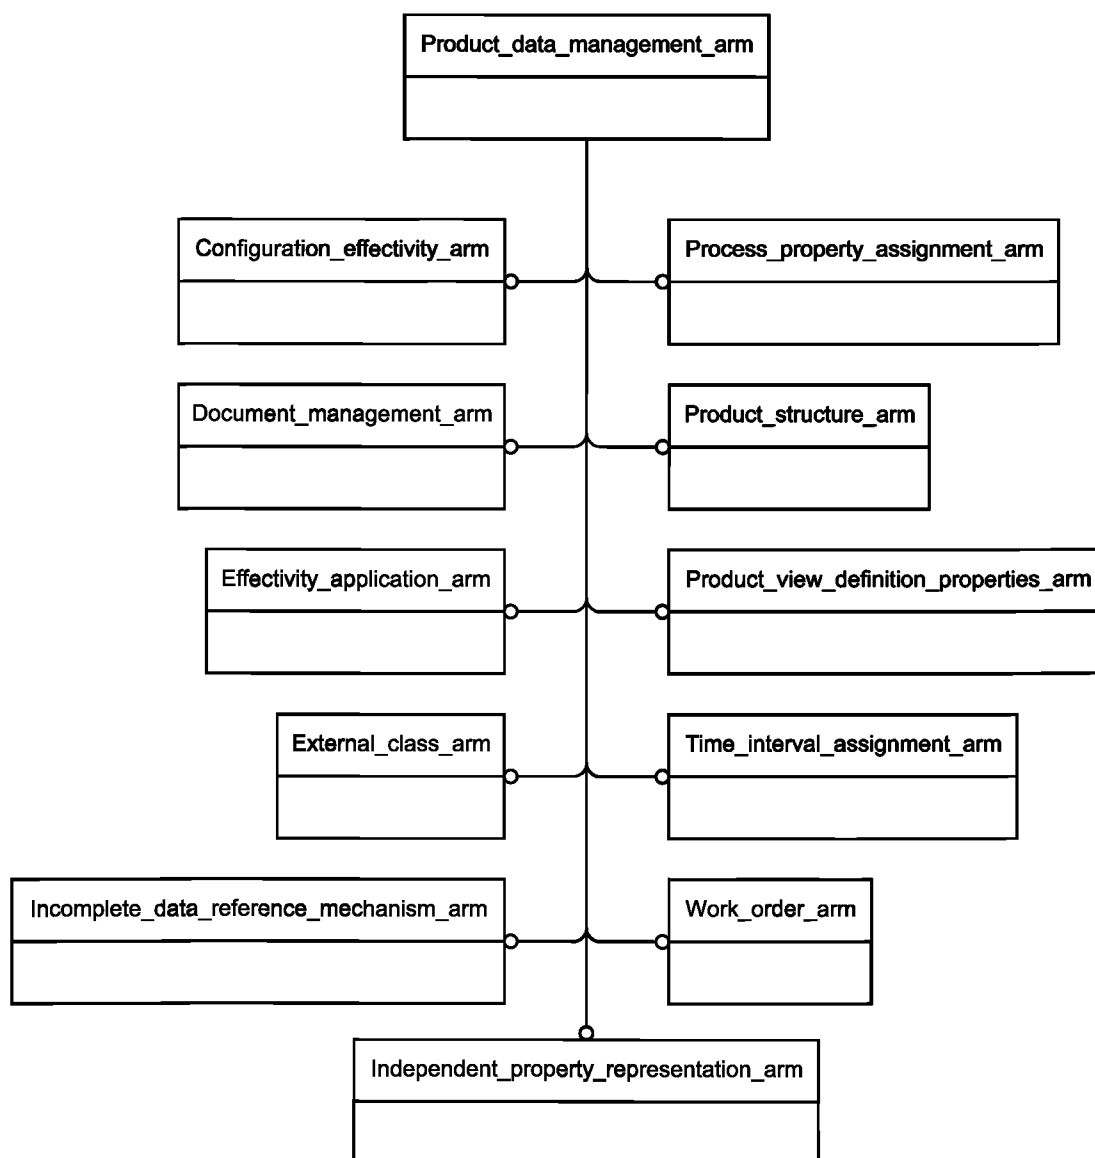 Product_data_management_arm
Configuration_effectivity_arm
Process_property_assignment_arm
Document_management_arm
Product_structure_arm
Effectivity_application_arm
Product_view_definition_properties_arm
External_class_arm
Time_interval_assignment_arm
Incomplete_data_reference_mechanism_arm
Work_order_arm
Independent_property_representation_arm